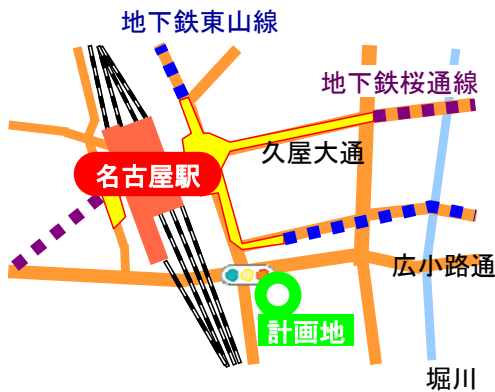 地下鉄東山線
地下鉄桜通線
久屋大通
名古屋駅
広小路通
計画地
堀川